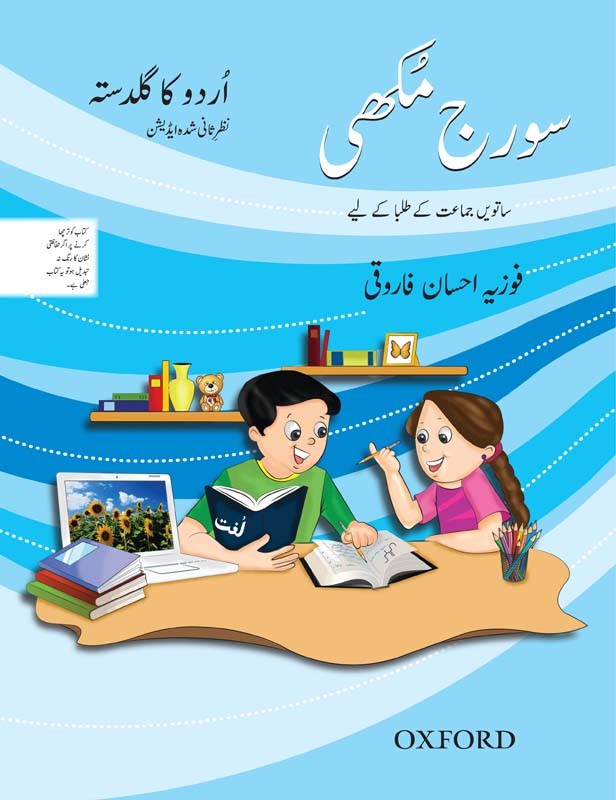 سورج مُکھی
اُردو کا گلدستہ
نظرِ ثانی شدہ ایڈیشن
ساتویں جماعت کے طلبا کے لیے
کتاب کو ترچھا
کرنے پر اگر حفاظتی
نشان کا رنگ نہ
تبدیل ہو تو یہ کتاب
جعلی ہے۔
فوزیہ احسان فاروقی
لُغت
OXFORD